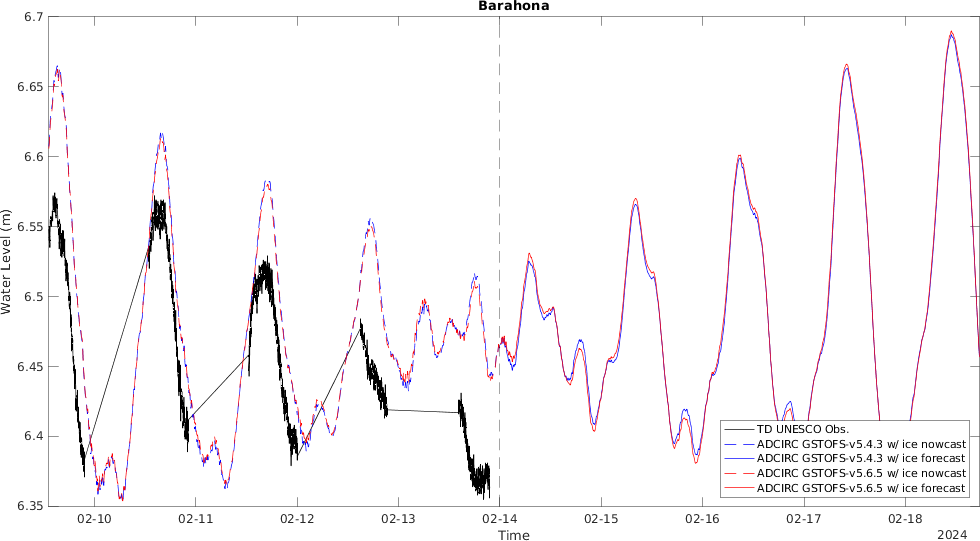 Barahona
6.7
6.65
6.6
6.55
6.5
6.45
6.4
6.35
Water Level (m)
02-10 02-11 02-12 02-13 02-14 02-15 02-16 02-17 02-18
Time
2024
TD UNESCO Obs.
ADCIRC GSTOFS-v5.4.3 w/ ice nowcast
ADCIRC GSTOFS-v5.4.3 w/ ice forecast
ADCIRC GSTOFS-v5.6.5 w/ ice nowcast
ADCIRC GSTOFS-v5.6.5 w/ ice forecast